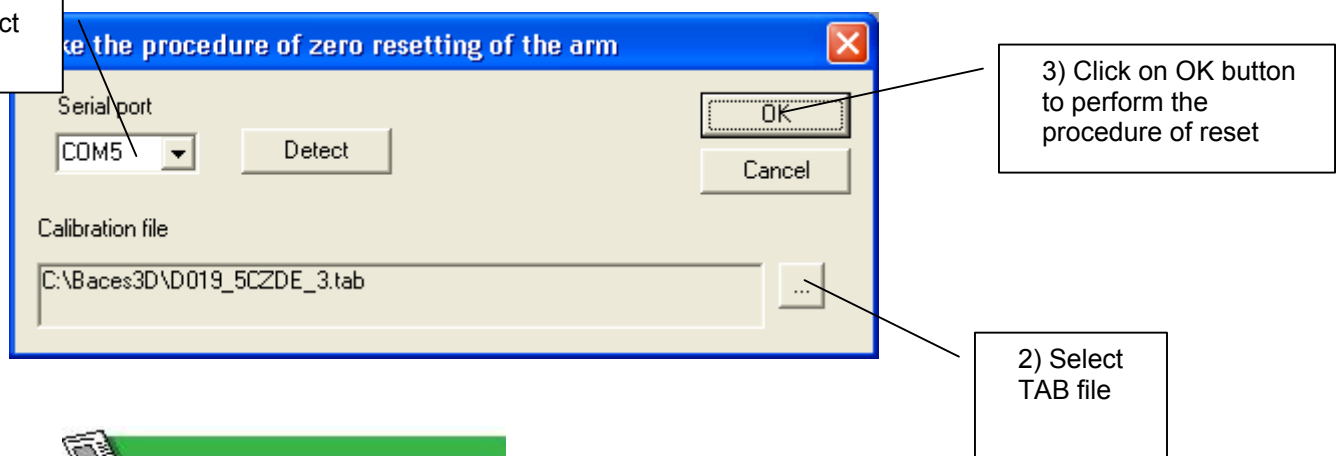 ke the procedure of zero resetting of the arm
Serial port
COM5
Detect
OK
Cancel
Calibration file
C:\Baces3D\D019_5CZDE_3.tab
...
3) Click on OK button
to perform the
procedure of reset
2) Select
TAB file